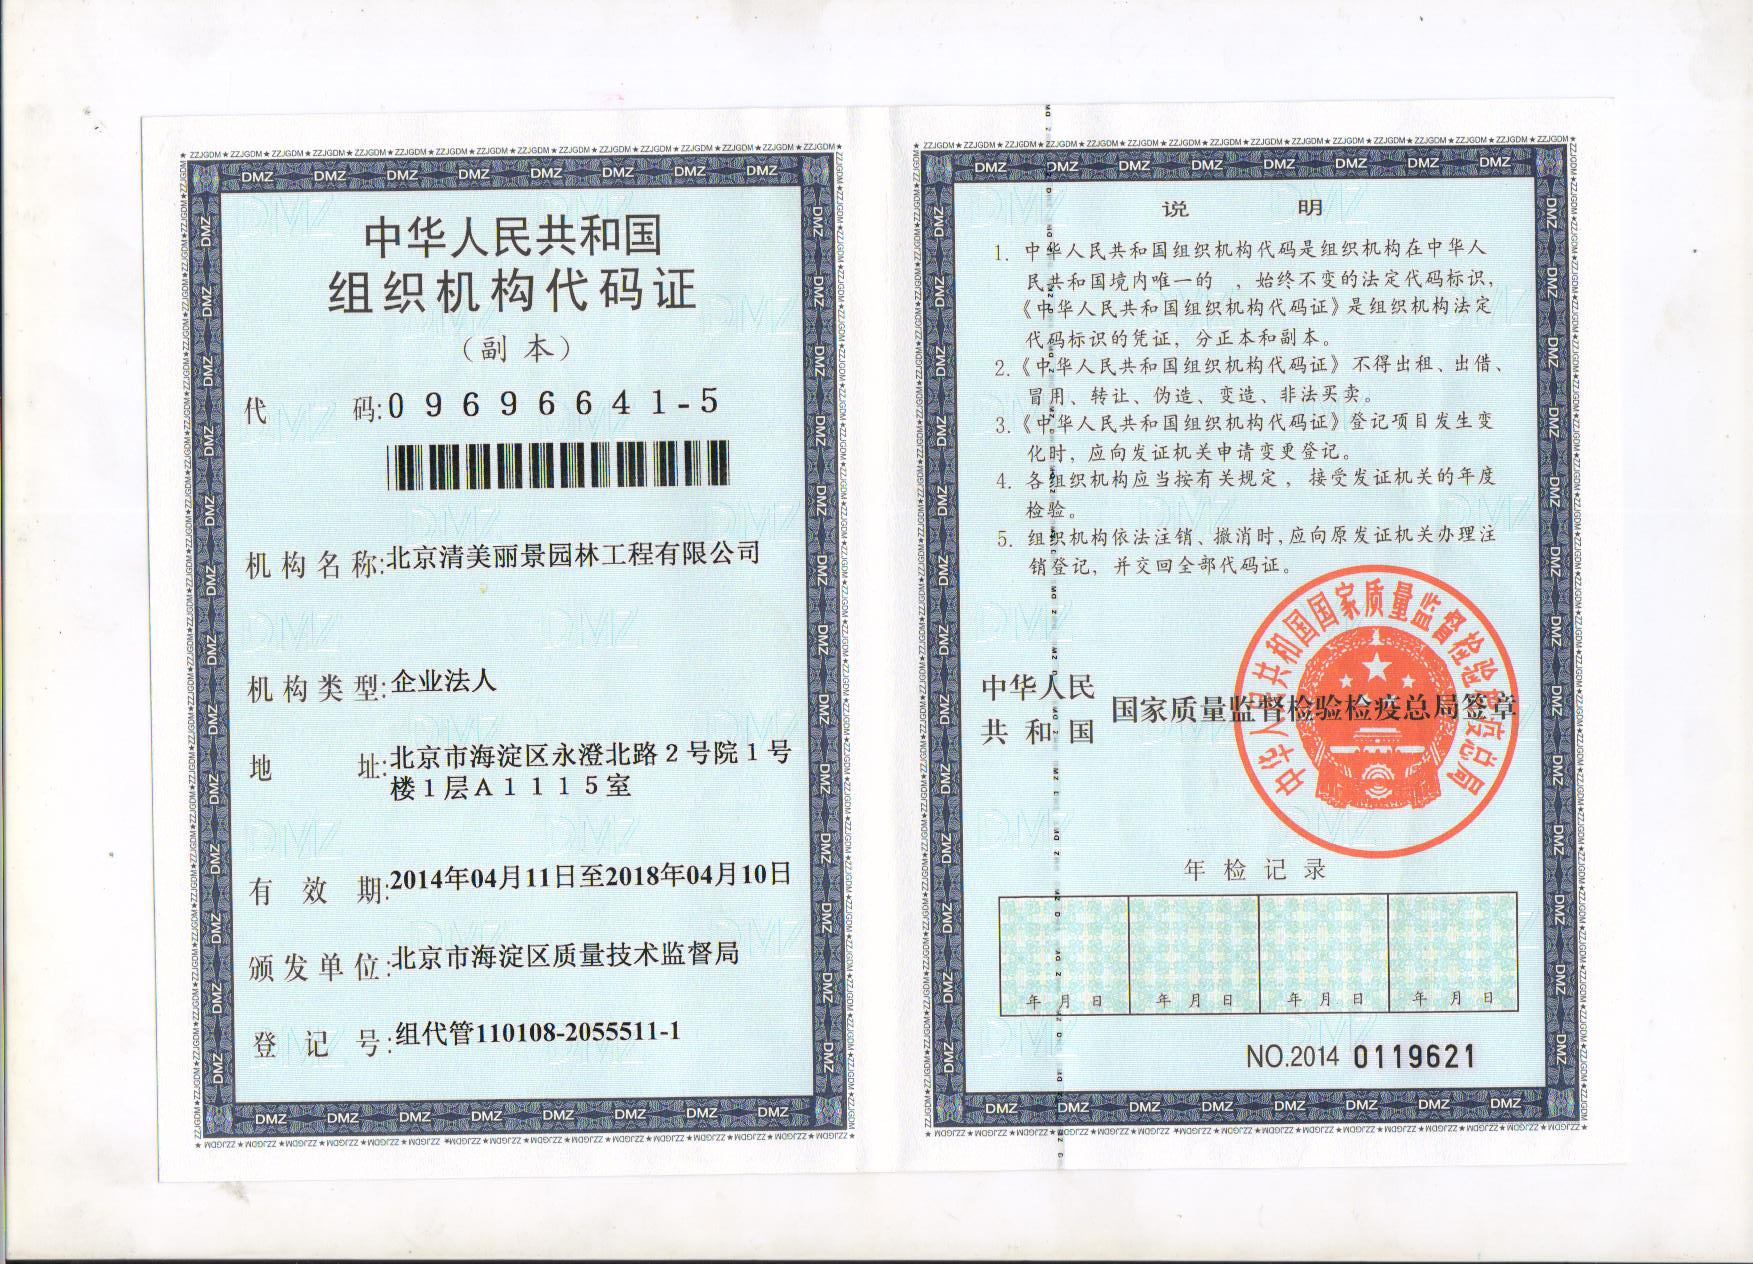 中华人民共和国
组织机构代码证
（副 本）
代 码:09696641-5
机构名称:北京清美丽景园林工程有限公司
机构类型:企业法人
地 址:北京市海淀区永澄北路２号院１号
楼１层Ａ１１１５室
有 效 期:2014年04月11日至2018年04月10日
颁发单位:北京市海淀区质量技术监督局
登 记 号:组代管110108-2055511-1
说 明
1. 中华人民共和国组织机构代码是组织机构在中华人
民共和国境内唯一的 ，始终不变的法定代码标识，
《中华人民共和国组织机构代码证》是组织机构法定
代码标识的凭证，分正本和副本。
2.《中华人民共和国组织机构代码证》不得出租、出借、
冒用、转让、伪造、变造、非法买卖。
3.《中华人民共和国组织机构代码证》登记项目发生变
化时，应向发证机关申请变更登记。
4. 各组织机构应当按有关规定，接受发证机关的年度
检验。
5. 组织机构依法注销、撤消时，应向原发证机关办理注
销登记，并交回全部代码证。
中华人民共和国国家质量监督检验检疫总局
中华人民
共和国
国家质量监督检验检疫总局签章
年检记录
年 月 日 年 月 日 年 月 日 年 月 日
NO.2014 0119621
DMZ
ZZJGDM